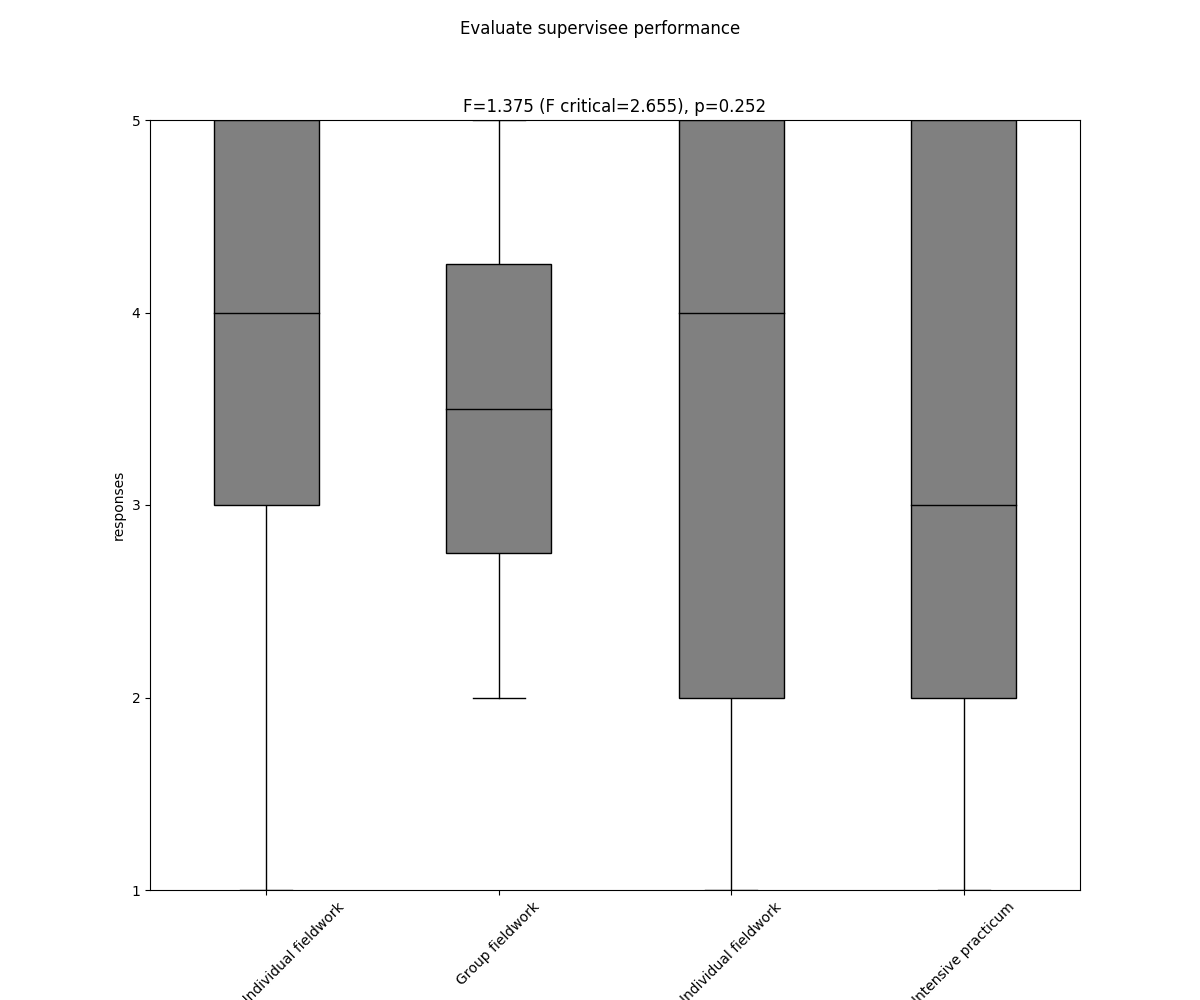 Evaluate supervisee performance
F=1.375 (F critical=2.655), p=0.252
5
4
3
2
1
responses
Individual fieldwork
Group fieldwork
Individual fieldwork
Intensive practicum